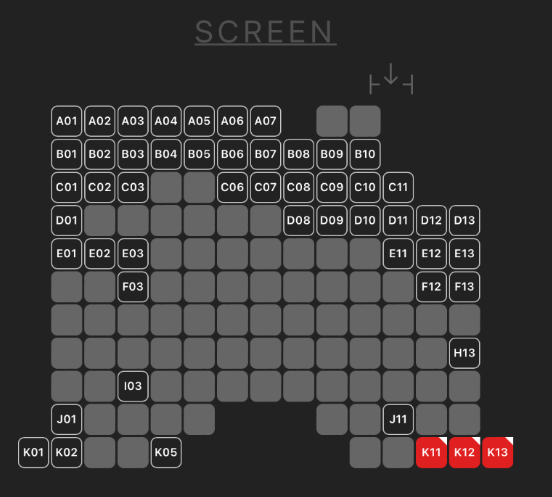 SCREEN
A01 A02 A03 A04 A05 A06 A07
B01 B02 B03 B04 B05 B06 B07 B08 B09 B10
C01 C02 C03 C06 C07 C08 C09 C10 C11
D01 D08 D09 D10 D11 D12 D13
E01 E02 E03 E11 E12 E13
F03 F12 F13
H13
I03
J01 J11
K01 K02 K05 K11 K12 K13